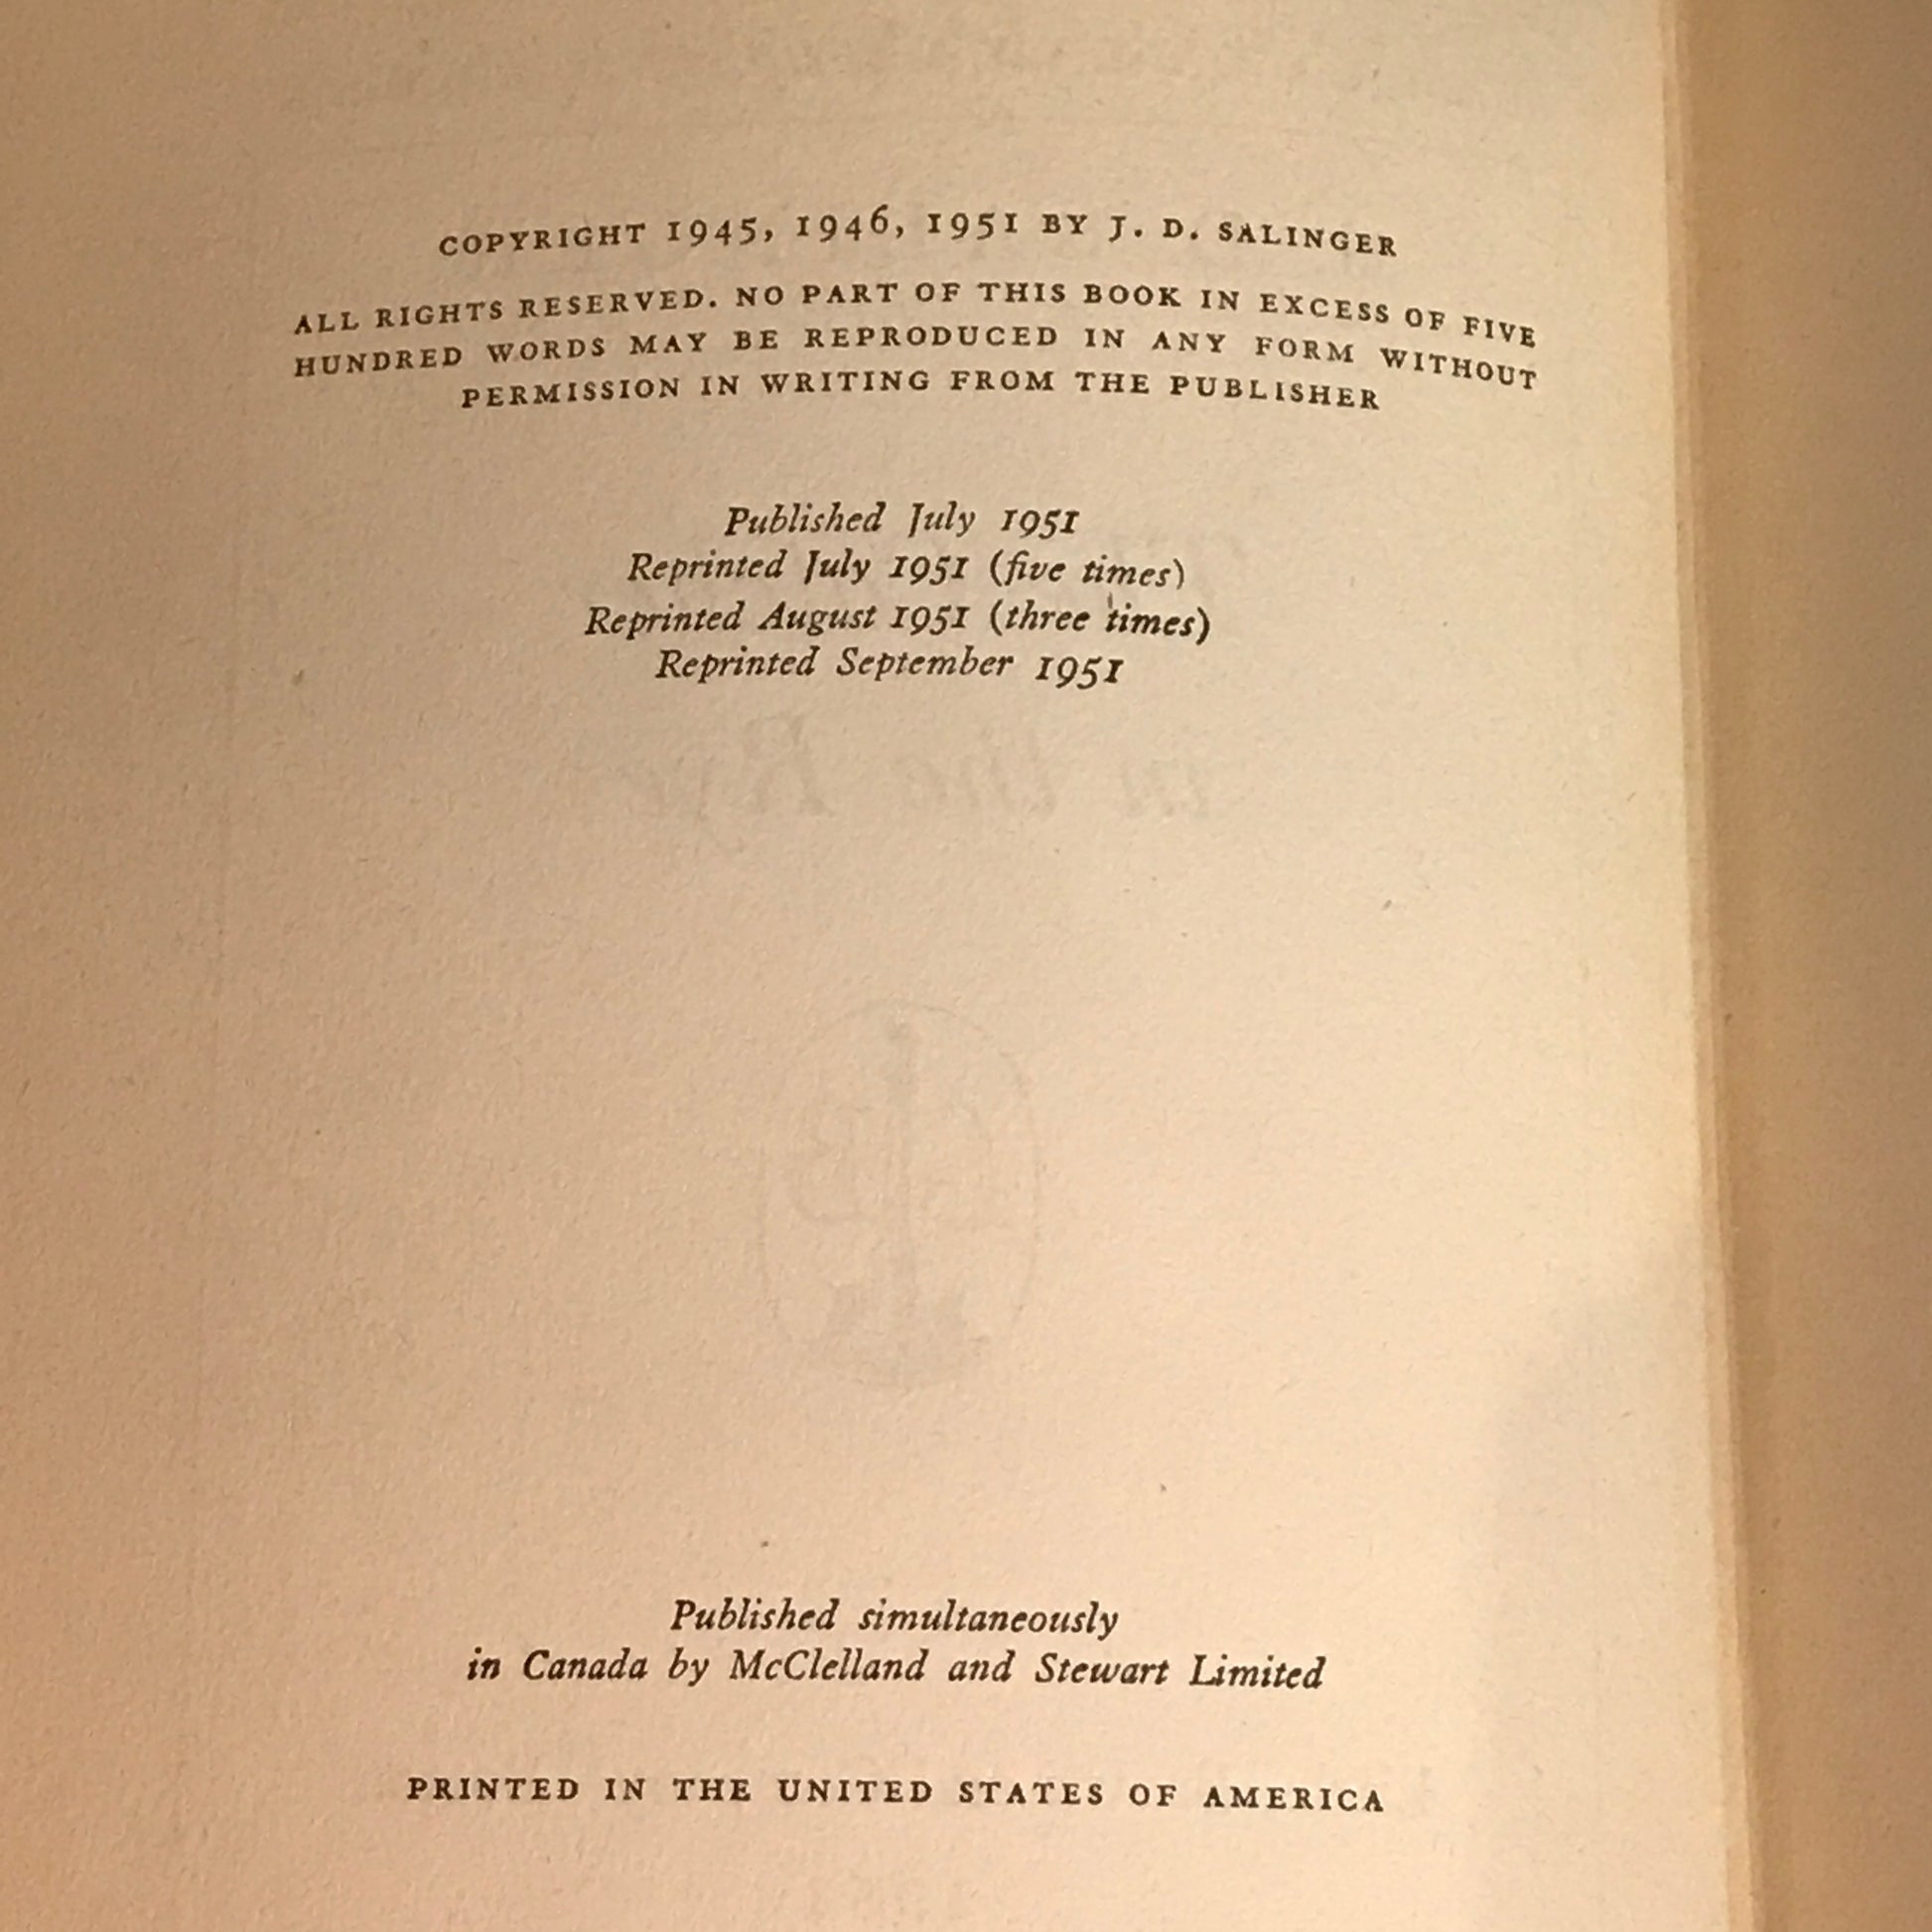 COPYRIGHT 1945, 1946, 1951 BY J. D. SALINGER
ALL RIGHTS RESERVED. NO PART OF THIS BOOK IN EXCESS OF FIVE
HUNDRED WORDS MAY BE REPRODUCED IN ANY FORM WITHOUT
PERMISSION IN WRITING FROM THE PUBLISHER
Published July 1951
Reprinted July 1951 (five times)
Reprinted August 1951 (three times)
Reprinted September 1951
in the Rye
Published simultaneously
in Canada by McClelland and Stewart Limited
PRINTED IN THE UNITED STATES OF AMERICA